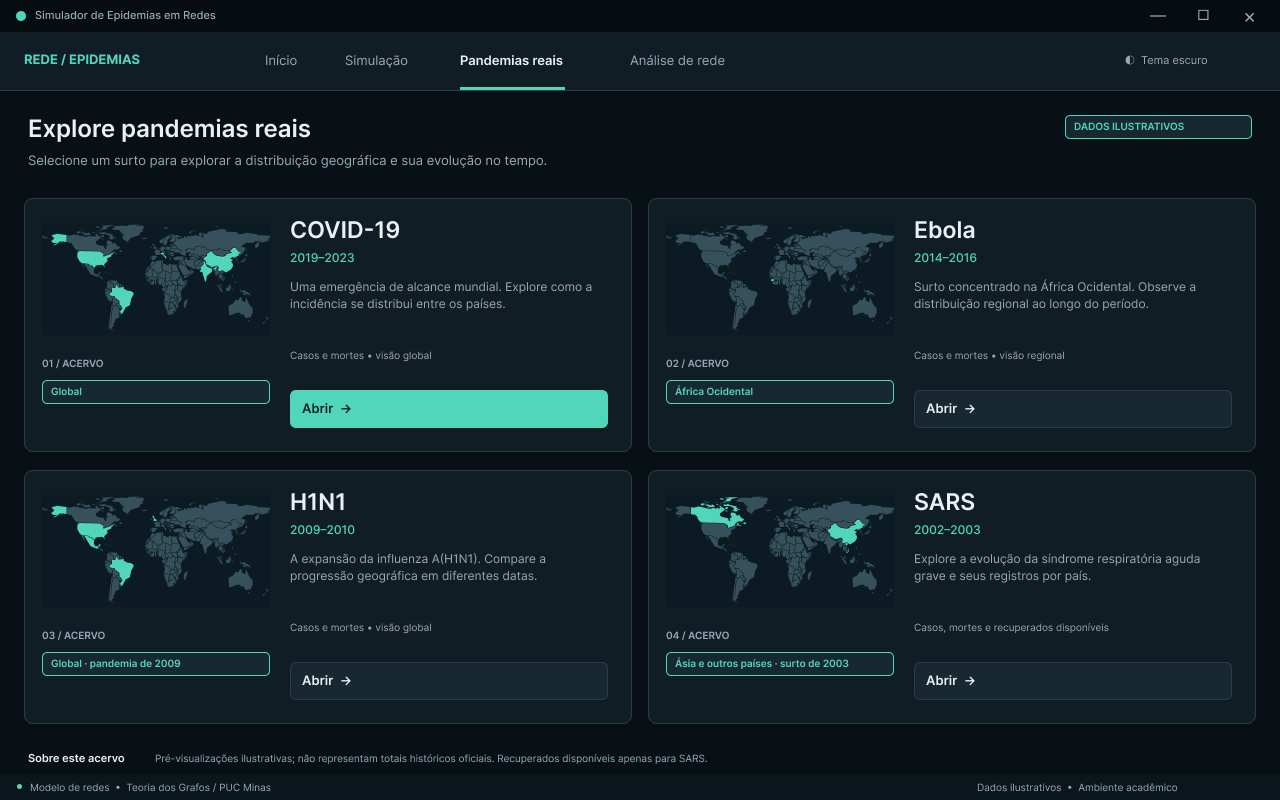 Simulador de Epidemias em Redes
REDE / EPIDEMIAS
Início
Simulação
Pandemias reais
Análise de rede
Tema escuro
Explore pandemias reais
DADOS ILUSTRATIVOS
Selecione um surto para explorar a distribuição geográfica e sua evolução no tempo.
COVID-19
2019–2023
Uma emergência de alcance mundial. Explore como a
incidência se distribui entre os países.
Casos e mortes • visão global
01 / ACERVO
Global
Abrir →
Ebola
2014–2016
Surto concentrado na África Ocidental. Observe a
distribuição regional ao longo do período.
Casos e mortes • visão regional
02 / ACERVO
África Ocidental
Abrir →
H1N1
2009–2010
A expansão da influenza A(H1N1). Compare a
progressão geográfica em diferentes datas.
Casos e mortes • visão global
03 / ACERVO
Global · pandemia de 2009
Abrir →
SARS
2002–2003
Explore a evolução da síndrome respiratória aguda
grave e seus registros por país.
Casos, mortes e recuperados disponíveis
04 / ACERVO
Ásia e outros países · surto de 2003
Abrir →
Sobre este acervo
Pré-visualizações ilustrativas; não representam totais históricos oficiais. Recuperados disponíveis apenas para SARS.
Modelo de redes • Teoria dos Grafos / PUC Minas
Dados ilustrativos • Ambiente acadêmico